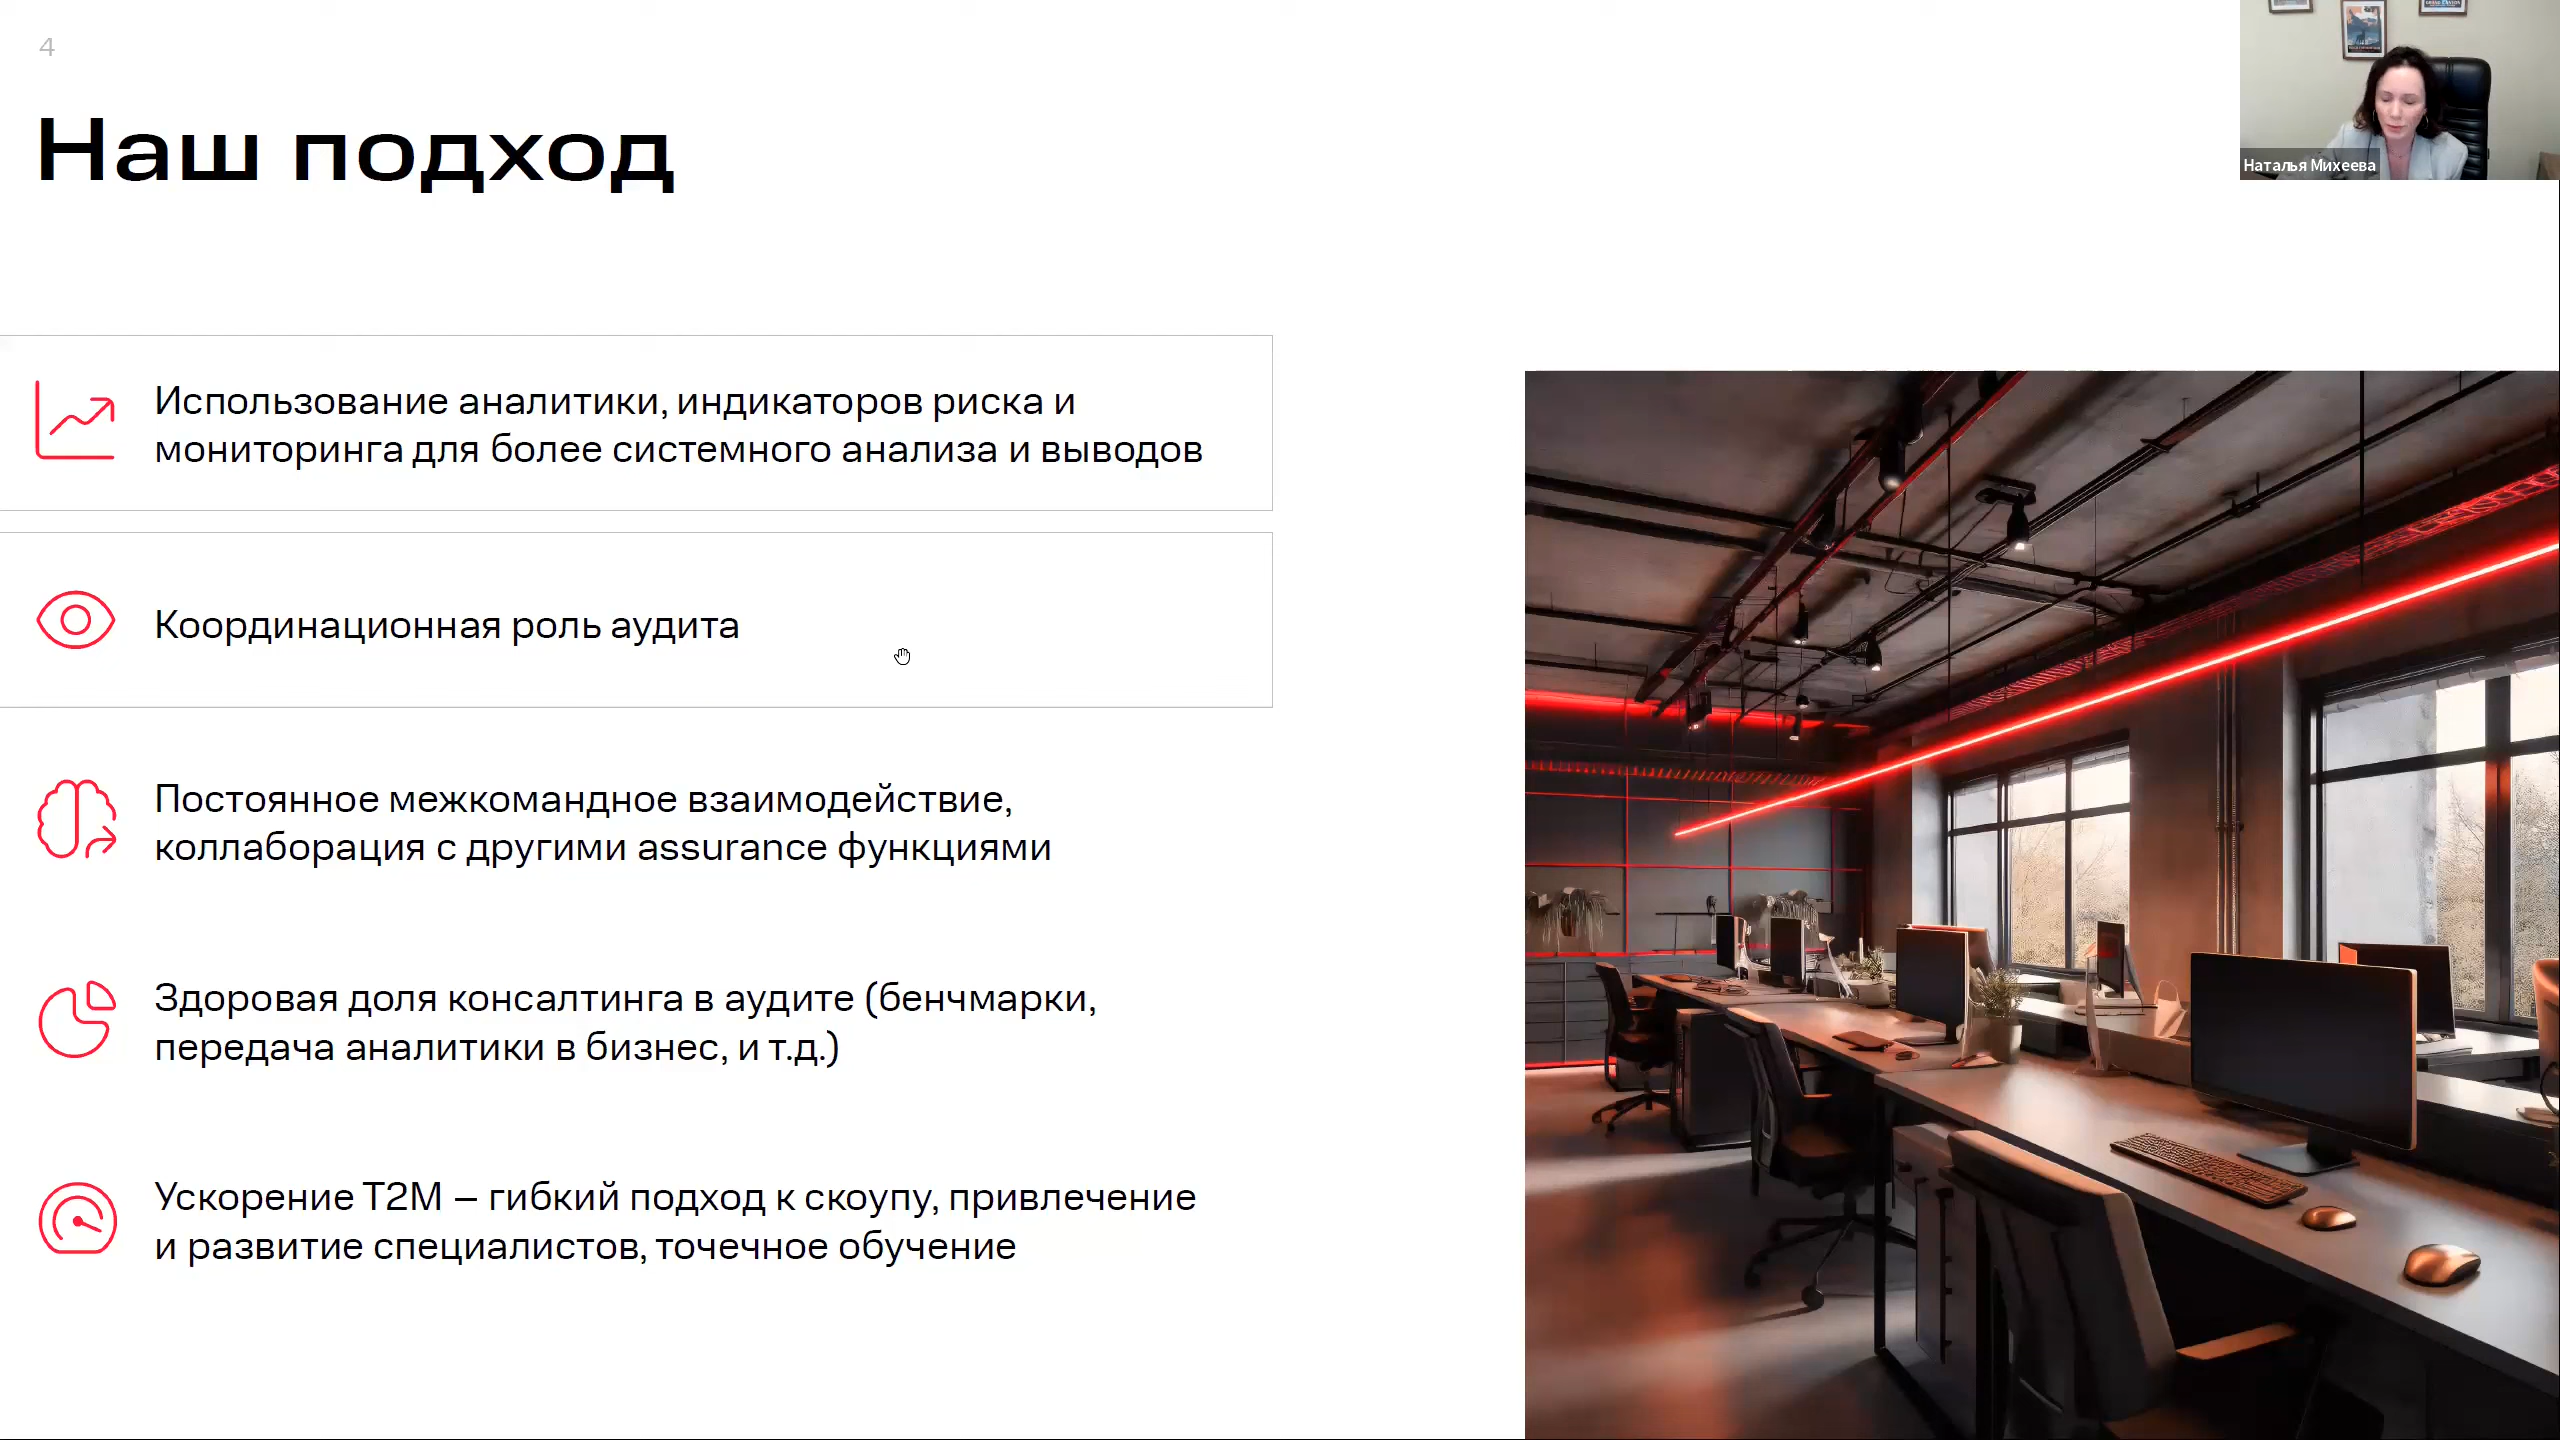 4
Наталья Михеева
Наш подход
Использование аналитики, индикаторов риска и
мониторинга для более системного анализа и выводов
Координационная роль аудита
Постоянное межкомандное взаимодействие,
коллаборация с другими assurance функциями
Здоровая доля консалтинга в аудите (бенчмарки,
передача аналитики в бизнес, и т.д.)
Ускорение T2M – гибкий подход к скоупу, привлечение
и развитие специалистов, точечное обучение